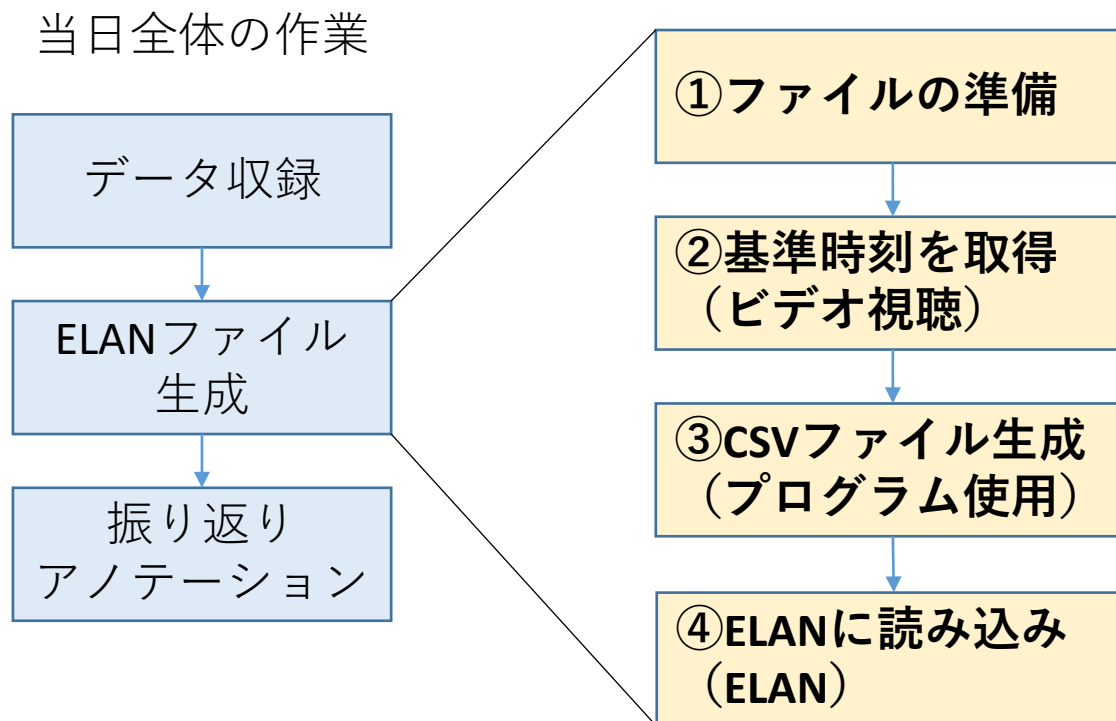 当日全体の作業
データ収録
ELANファイル
生成
振り返り
アノテーション
①ファイルの準備
②基準時刻を取得
（ビデオ視聴）
③CSVファイル生成
（プログラム使用）
④ELANに読み込み
（ELAN）